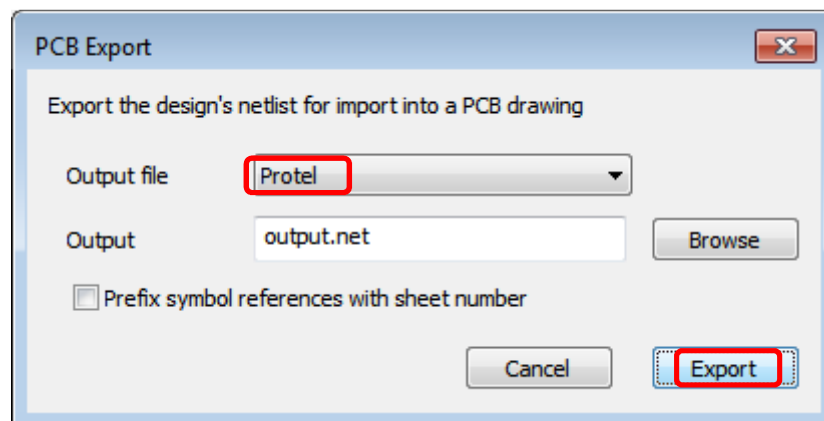 PCB Export
Export the design's netlist for import into a PCB drawing
Output file Protel
Output output.net Browse
Prefix symbol references with sheet number
Cancel Export